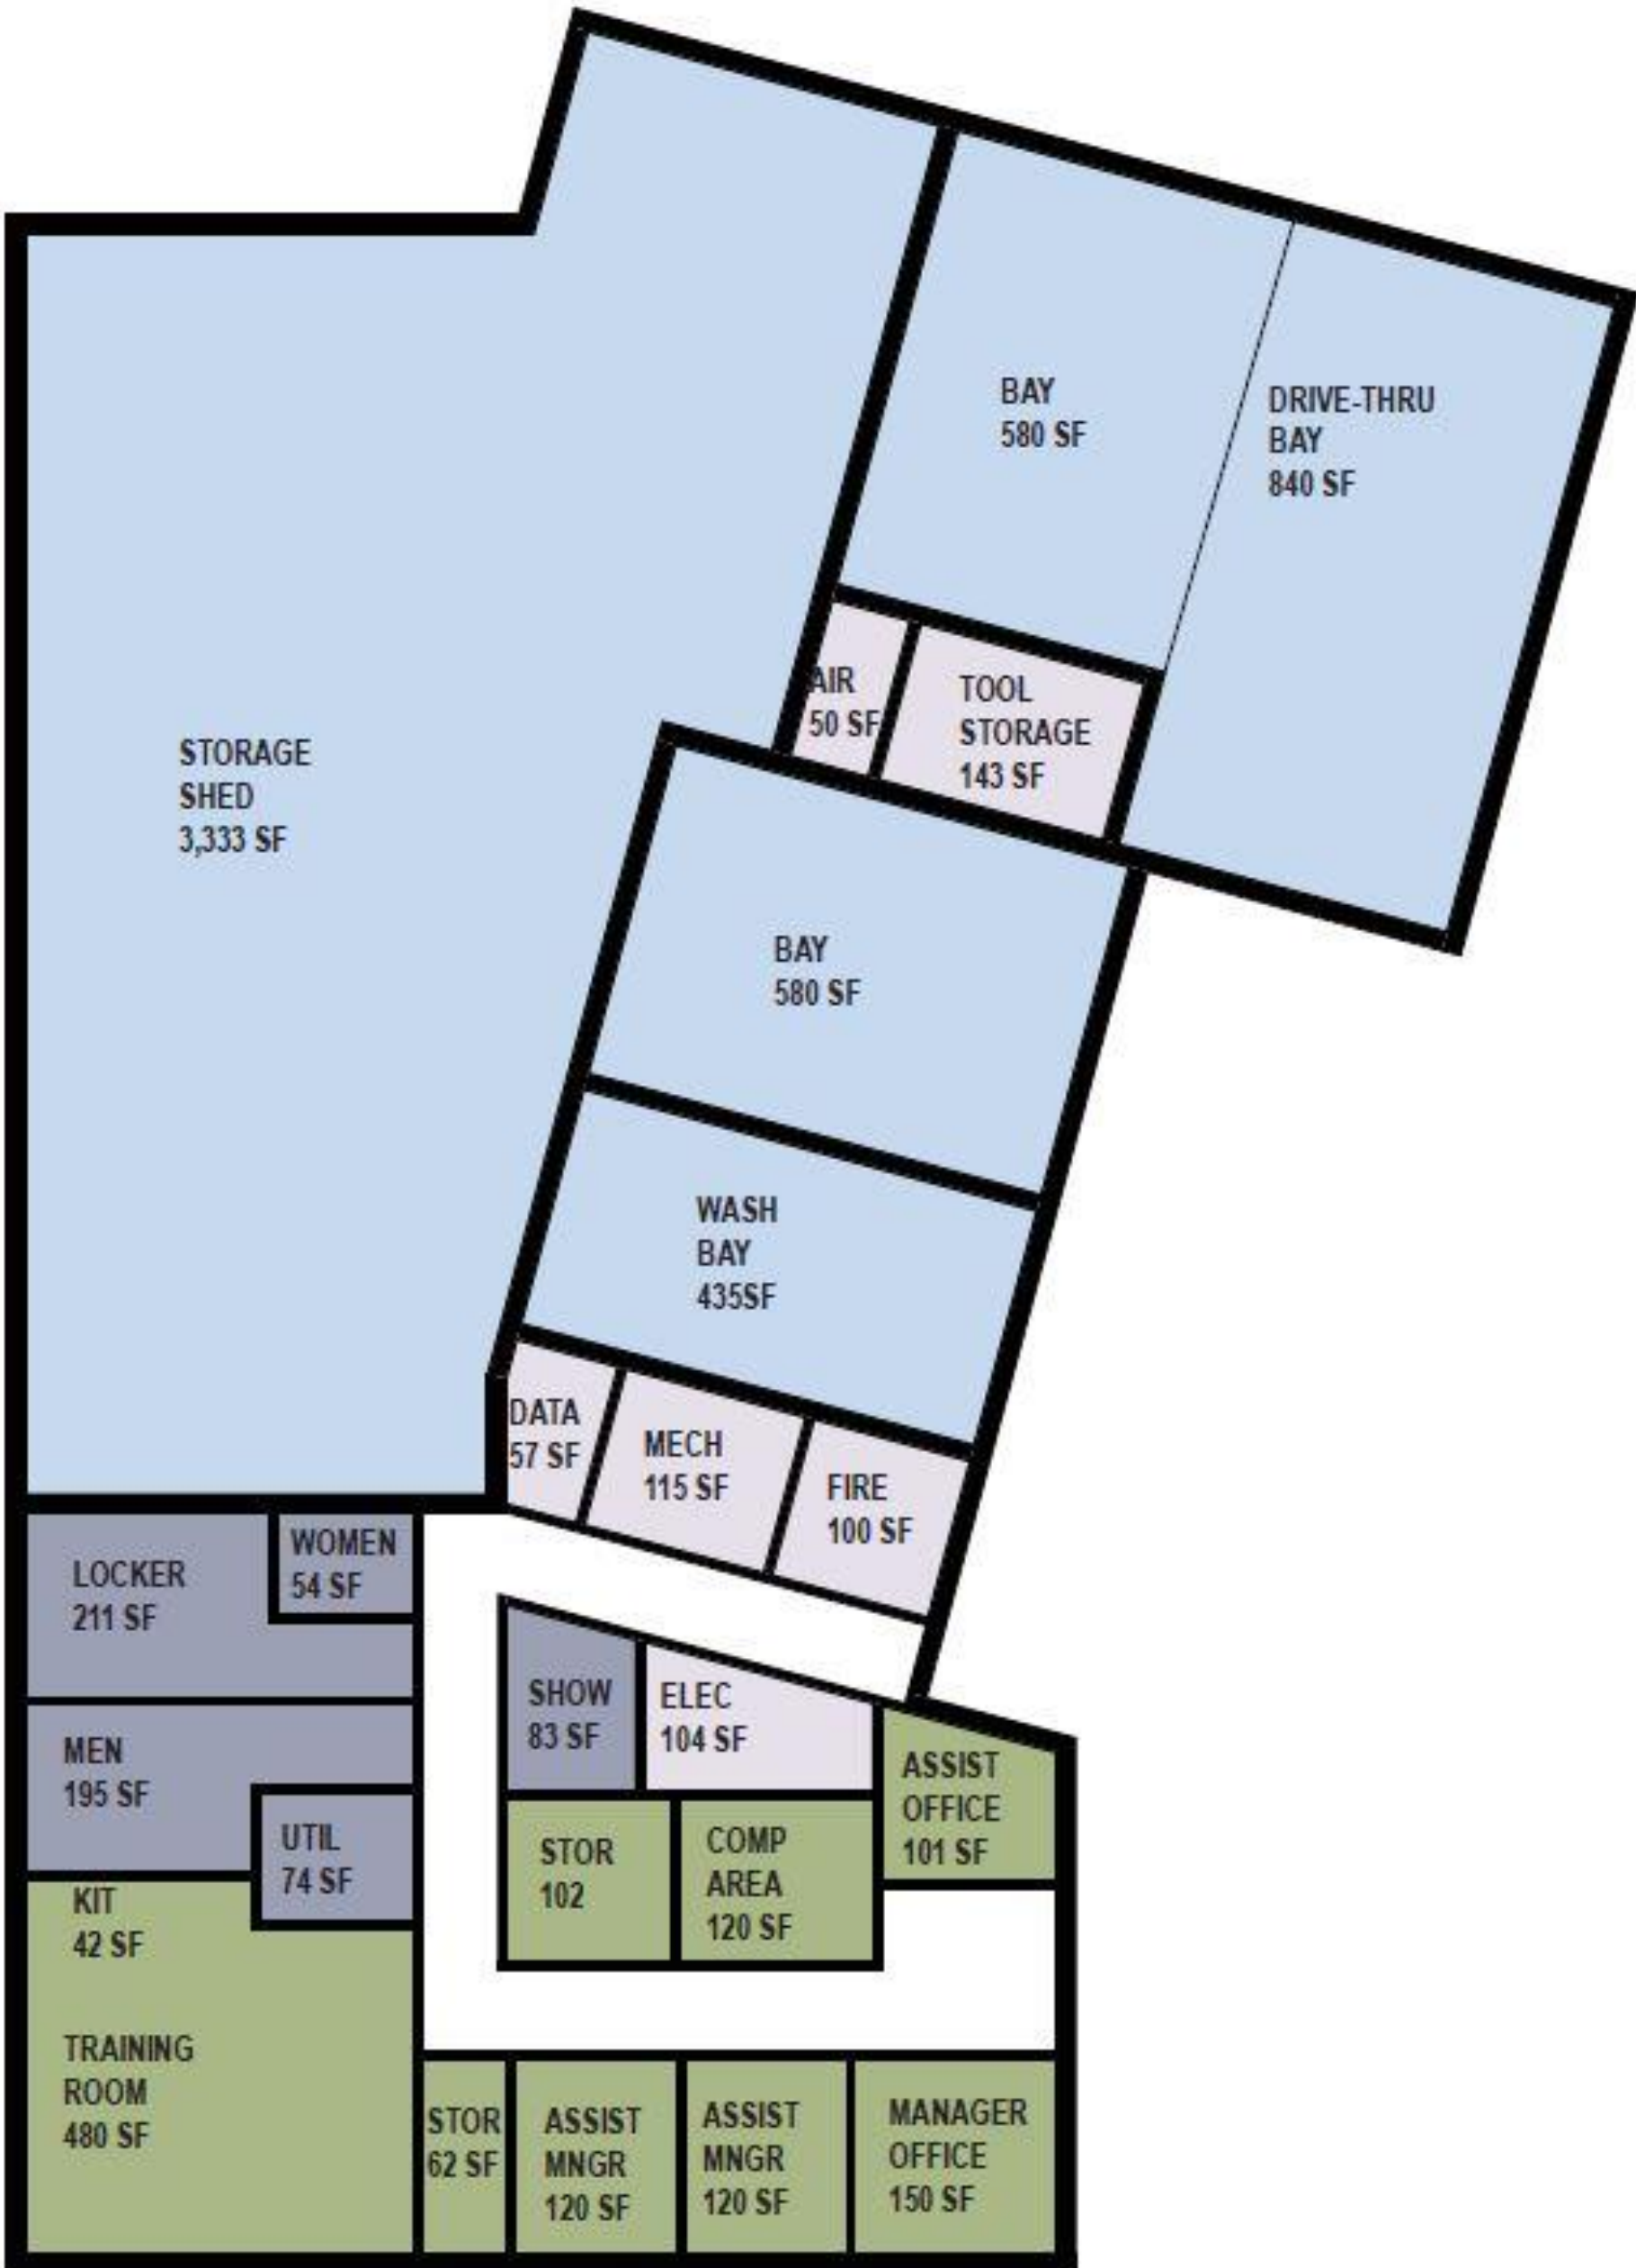 BAY
580 SF
DRIVE-THRU
BAY
840 SF
AIR
50 SF
TOOL
STORAGE
143 SF
STORAGE
SHED
3,333 SF
BAY
580 SF
WASH
BAY
435SF
DATA
57 SF
MECH
115 SF
FIRE
100 SF
LOCKER
211 SF
WOMEN
54 SF
SHOW
83 SF
ELEC
104 SF
MEN
195 SF
ASSIST
OFFICE
101 SF
UTIL
74 SF
STOR
102
COMP
AREA
120 SF
KIT
42 SF
TRAINING
ROOM
480 SF
STOR
62 SF
ASSIST
MNGR
120 SF
ASSIST
MNGR
120 SF
MANAGER
OFFICE
150 SF